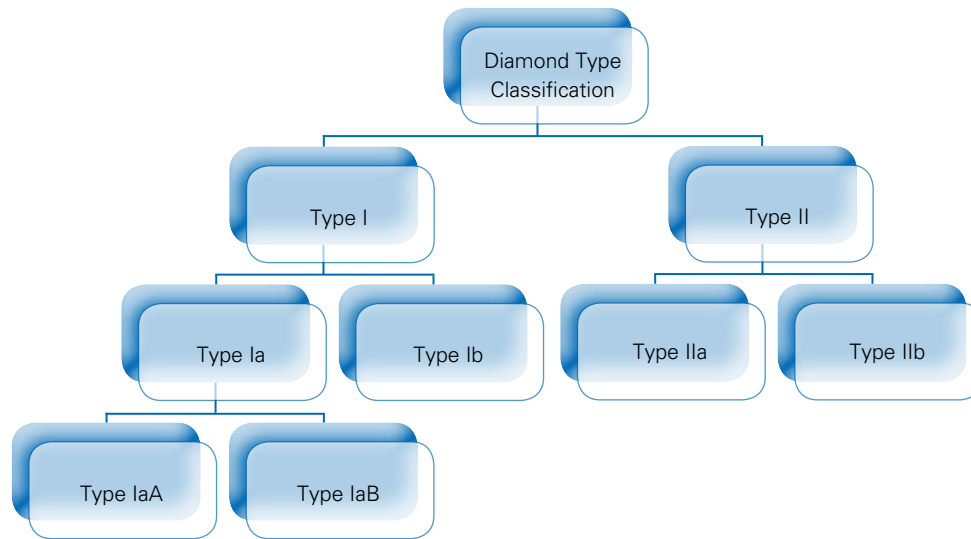 Diamond Type
Classification
Type I
Type II
Type Ia
Type Ib
Type IIa
Type IIb
Type IaA
Type IaB